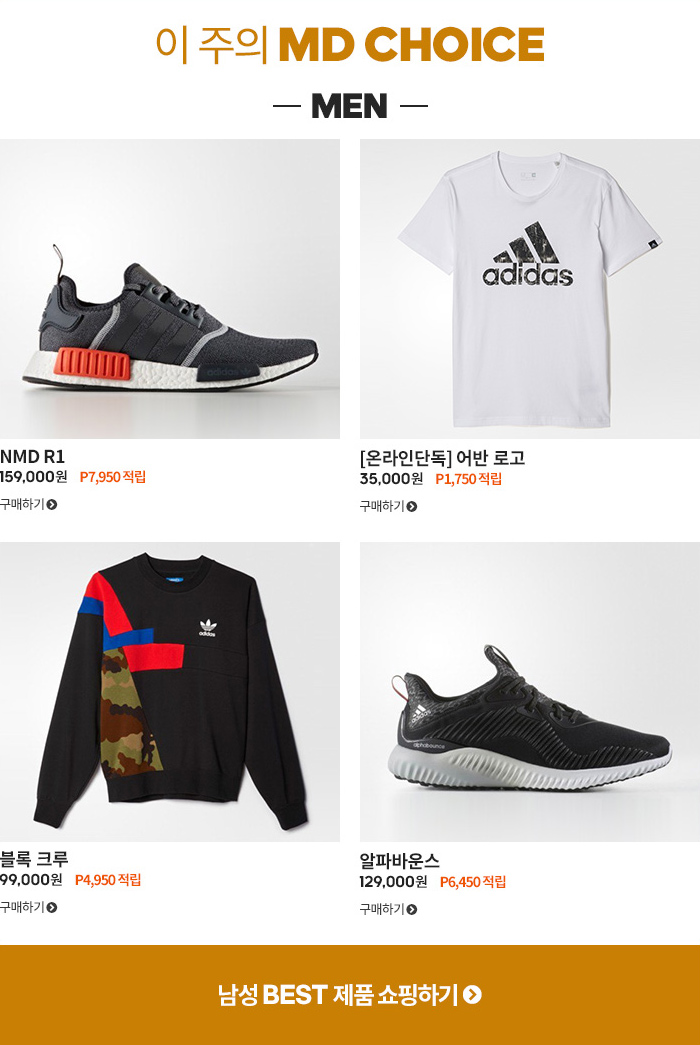 이 주의 MD CHOICE
MEN
adidas
adidas
NMD R1
159,000원 P7,950 적립
구매하기
[온라인단독] 어반 로고
35,000원 P1,750 적립
구매하기
adidas
adidas
alphabounce
블록 크루
99,000원 P4,950 적립
구매하기
알파바운스
129,000원 P6,450 적립
구매하기
남성 BEST 제품 쇼핑하기